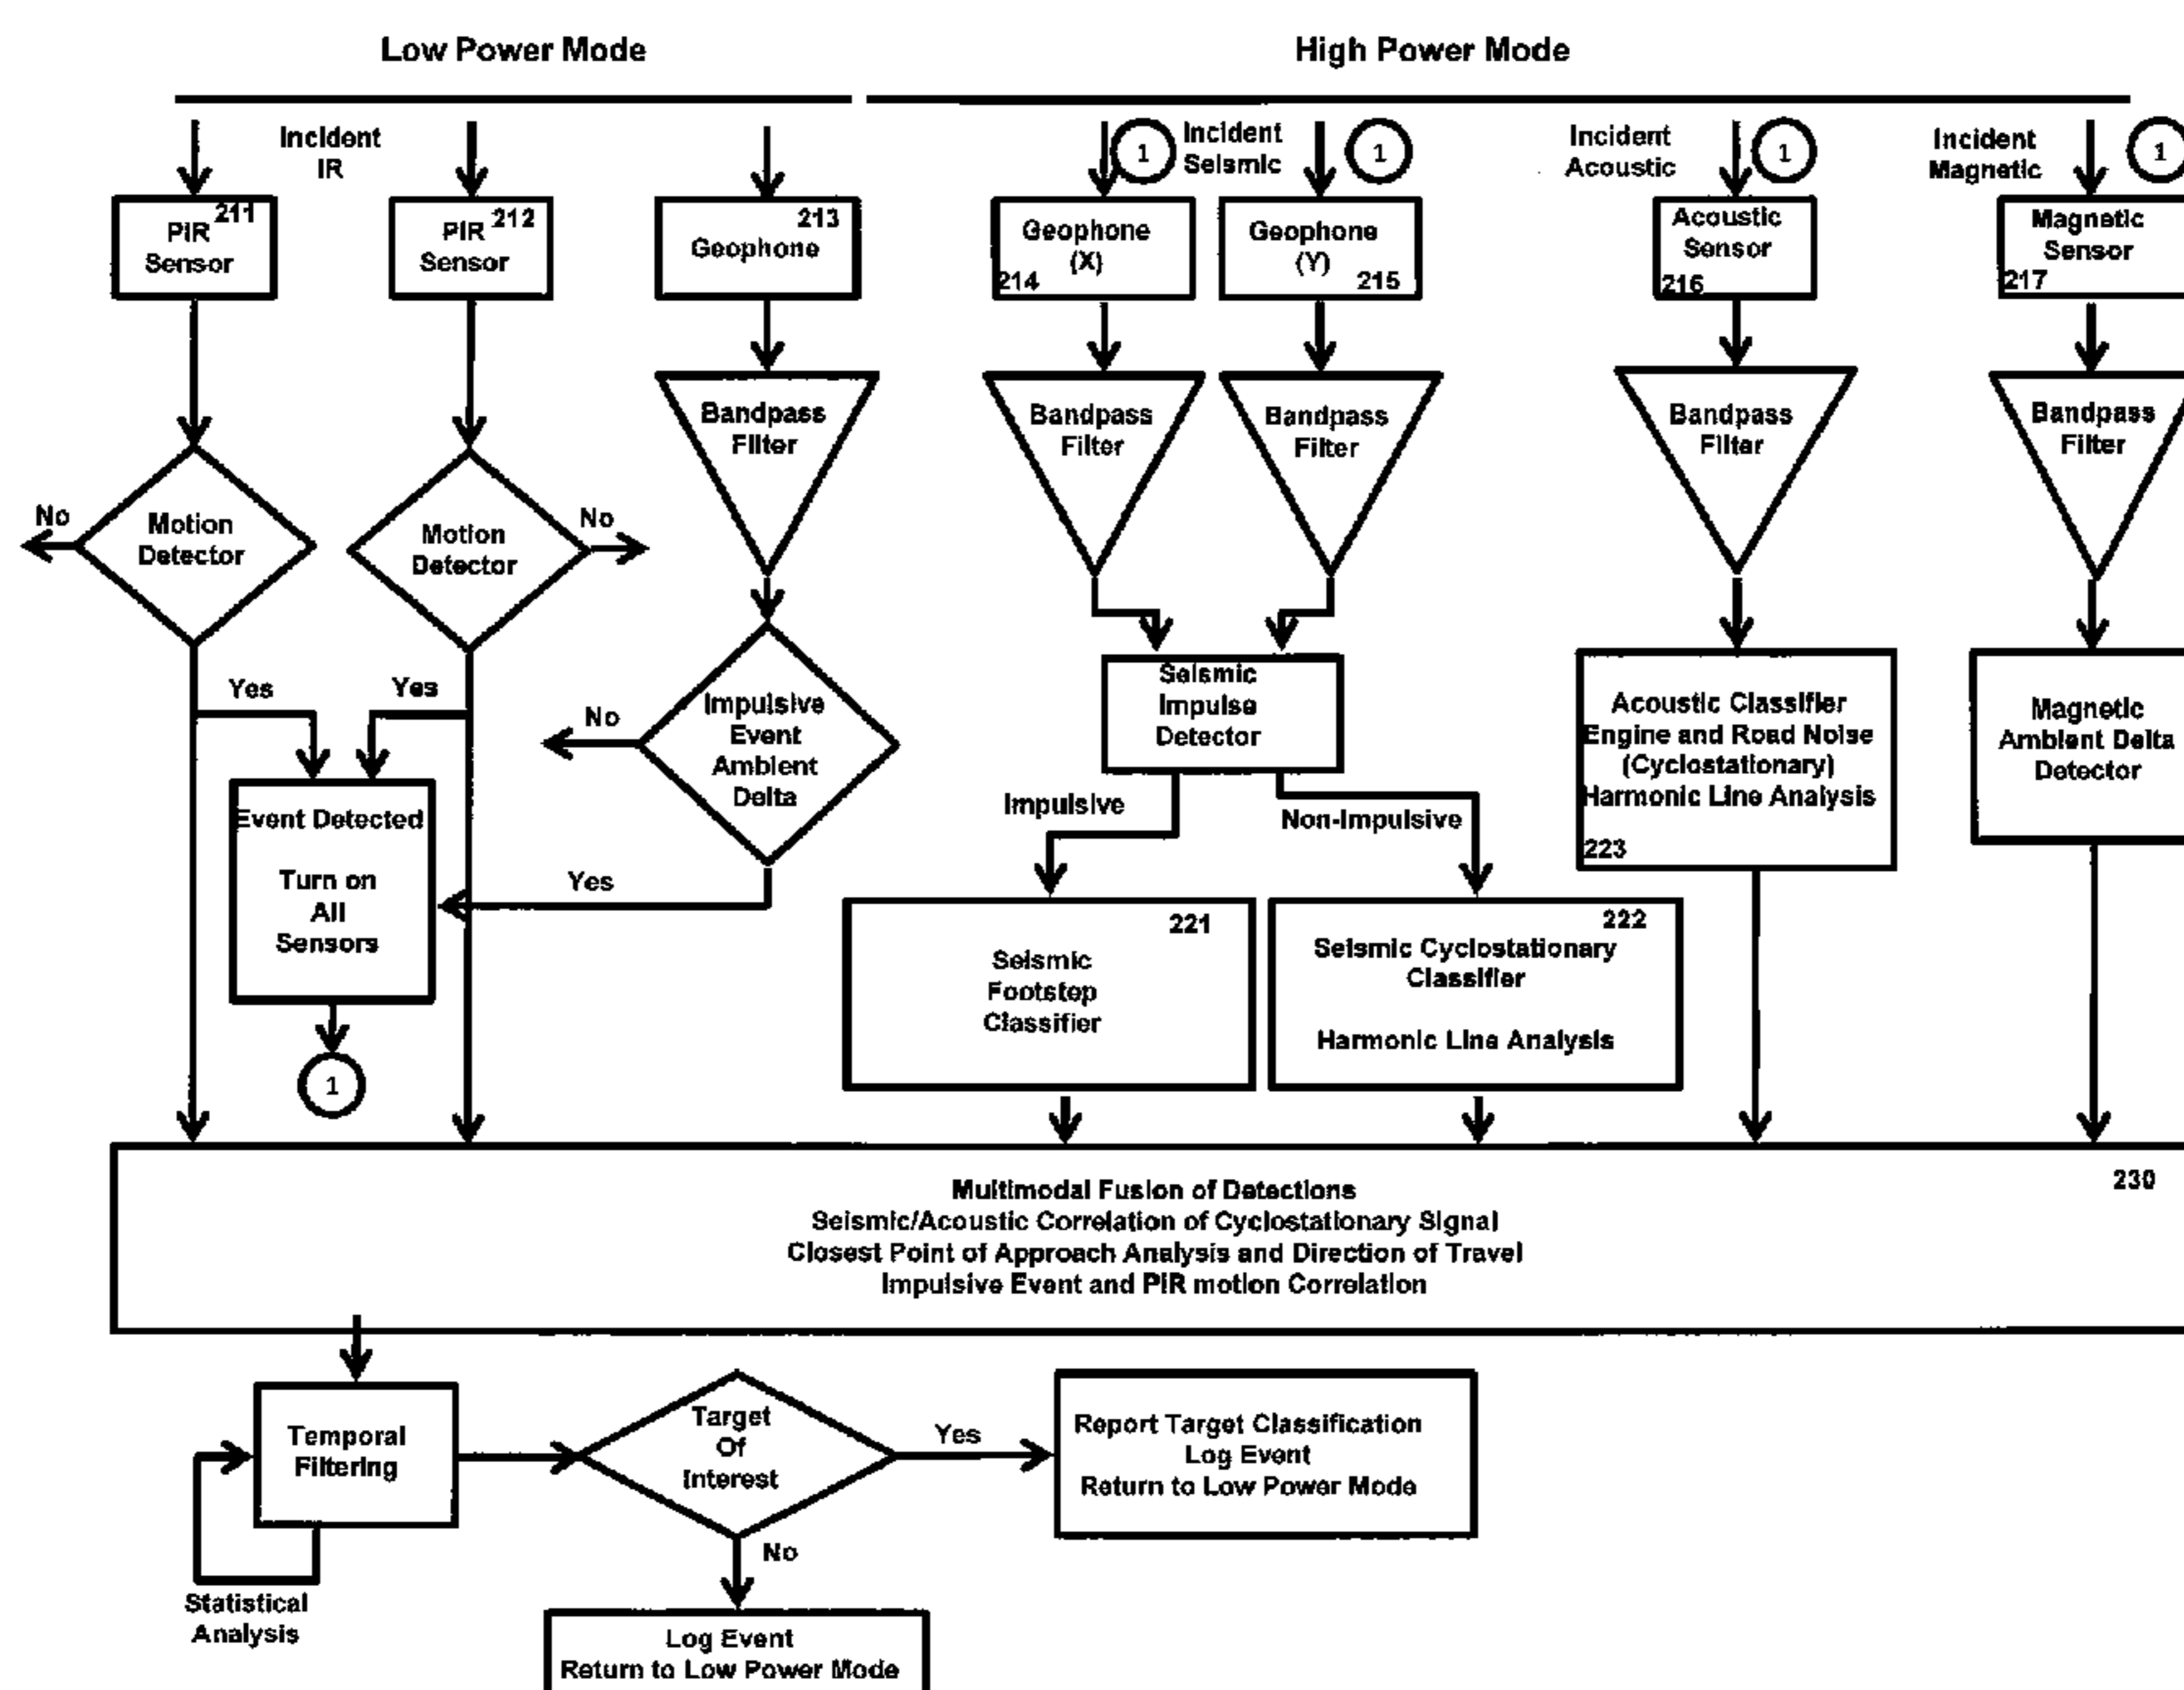 Low Power Mode
High Power Mode
Incident
IR
1
Incident
Seismic
1
Incident
Acoustic
1
Incident
Magnetic
1
211
PIR
Sensor
212
PIR
Sensor
213
Geophone
Geophone
(X)
214
Geophone
(Y)
215
Acoustic
Sensor
216
Magnetic
Sensor
217
Bandpass
Filter
Bandpass
Filter
Bandpass
Filter
Bandpass
Filter
Bandpass
Filter
No
Motion
Detector
Motion
Detector
No
Yes
Yes
No
Impulsive
Event
Ambient
Delta
Seismic
Impulse
Detector
Acoustic Classifier
Engine and Road Noise
(Cyclostationary)
Harmonic Line Analysis
223
Magnetic
Ambient Delta
Detector
Impulsive
Non-Impulsive
Event Detected
Turn on
All
Sensors
Yes
221
Seismic
Footstep
Classifier
222
Seismic Cyclostationary
Classifier
Harmonic Line Analysis
1
230
Multimodal Fusion of Detections
Seismic/Acoustic Correlation of Cyclostationary Signal
Closest Point of Approach Analysis and Direction of Travel
Impulsive Event and PIR motion Correlation
Temporal
Filtering
Target
Of
Interest
Yes
Report Target Classification
Log Event
Return to Low Power Mode
No
Statistical
Analysis
Log Event
Return to Low Power Mode